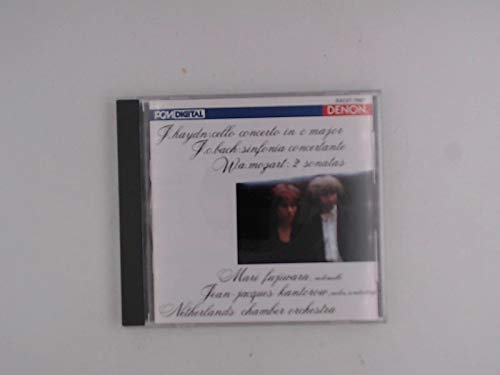 PCM DIGITAL
DENON
J. haydn: cello concerto in c major
J. c. bach: sinfonia concertante
W. a. mozart: 2 sonatas
Mari fujiwara, violoncello
Jean-jacques kantorow,
Netherlands chamber orchestra